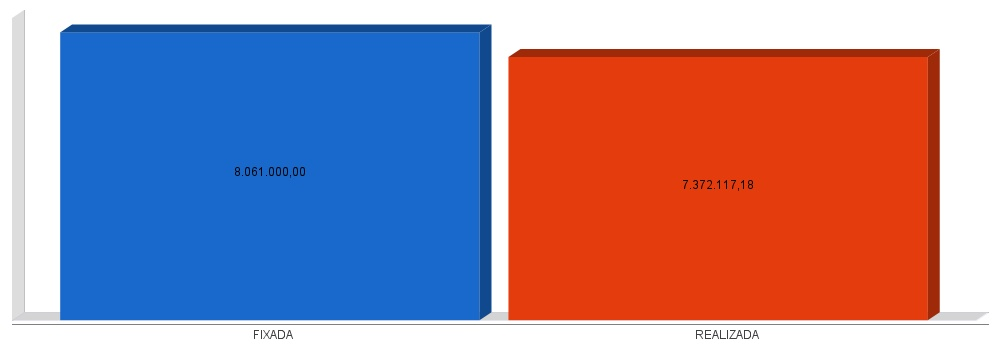 8.061.000,00
7.372.117,18
FIXADA
REALIZADA